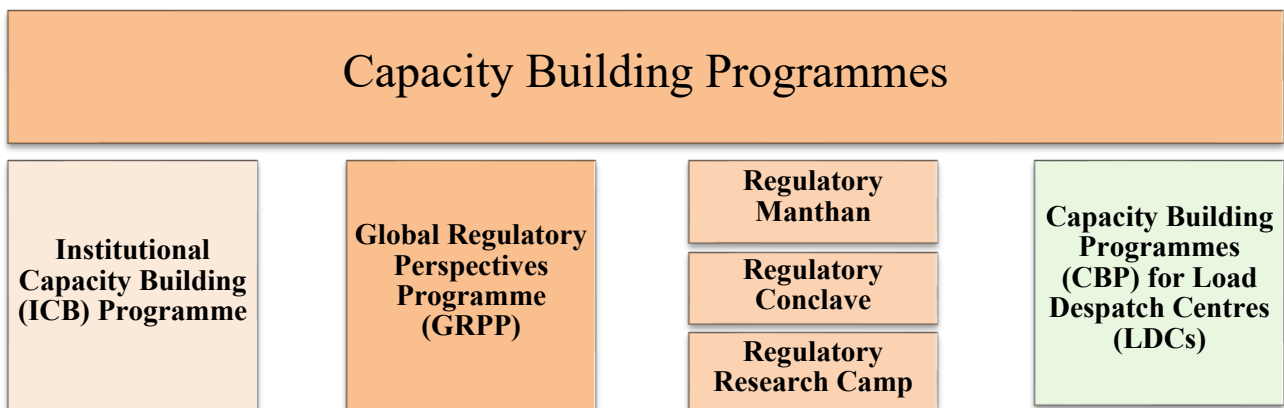 Capacity Building Programmes
Institutional
Capacity Building
(ICB) Programme
Global Regulatory
Perspectives
Programme
(GRPP)
Regulatory
Manthan
Regulatory
Conclave
Regulatory
Research Camp
Capacity Building
Programmes
(CBP) for Load
Despatch Centres
(LDCs)